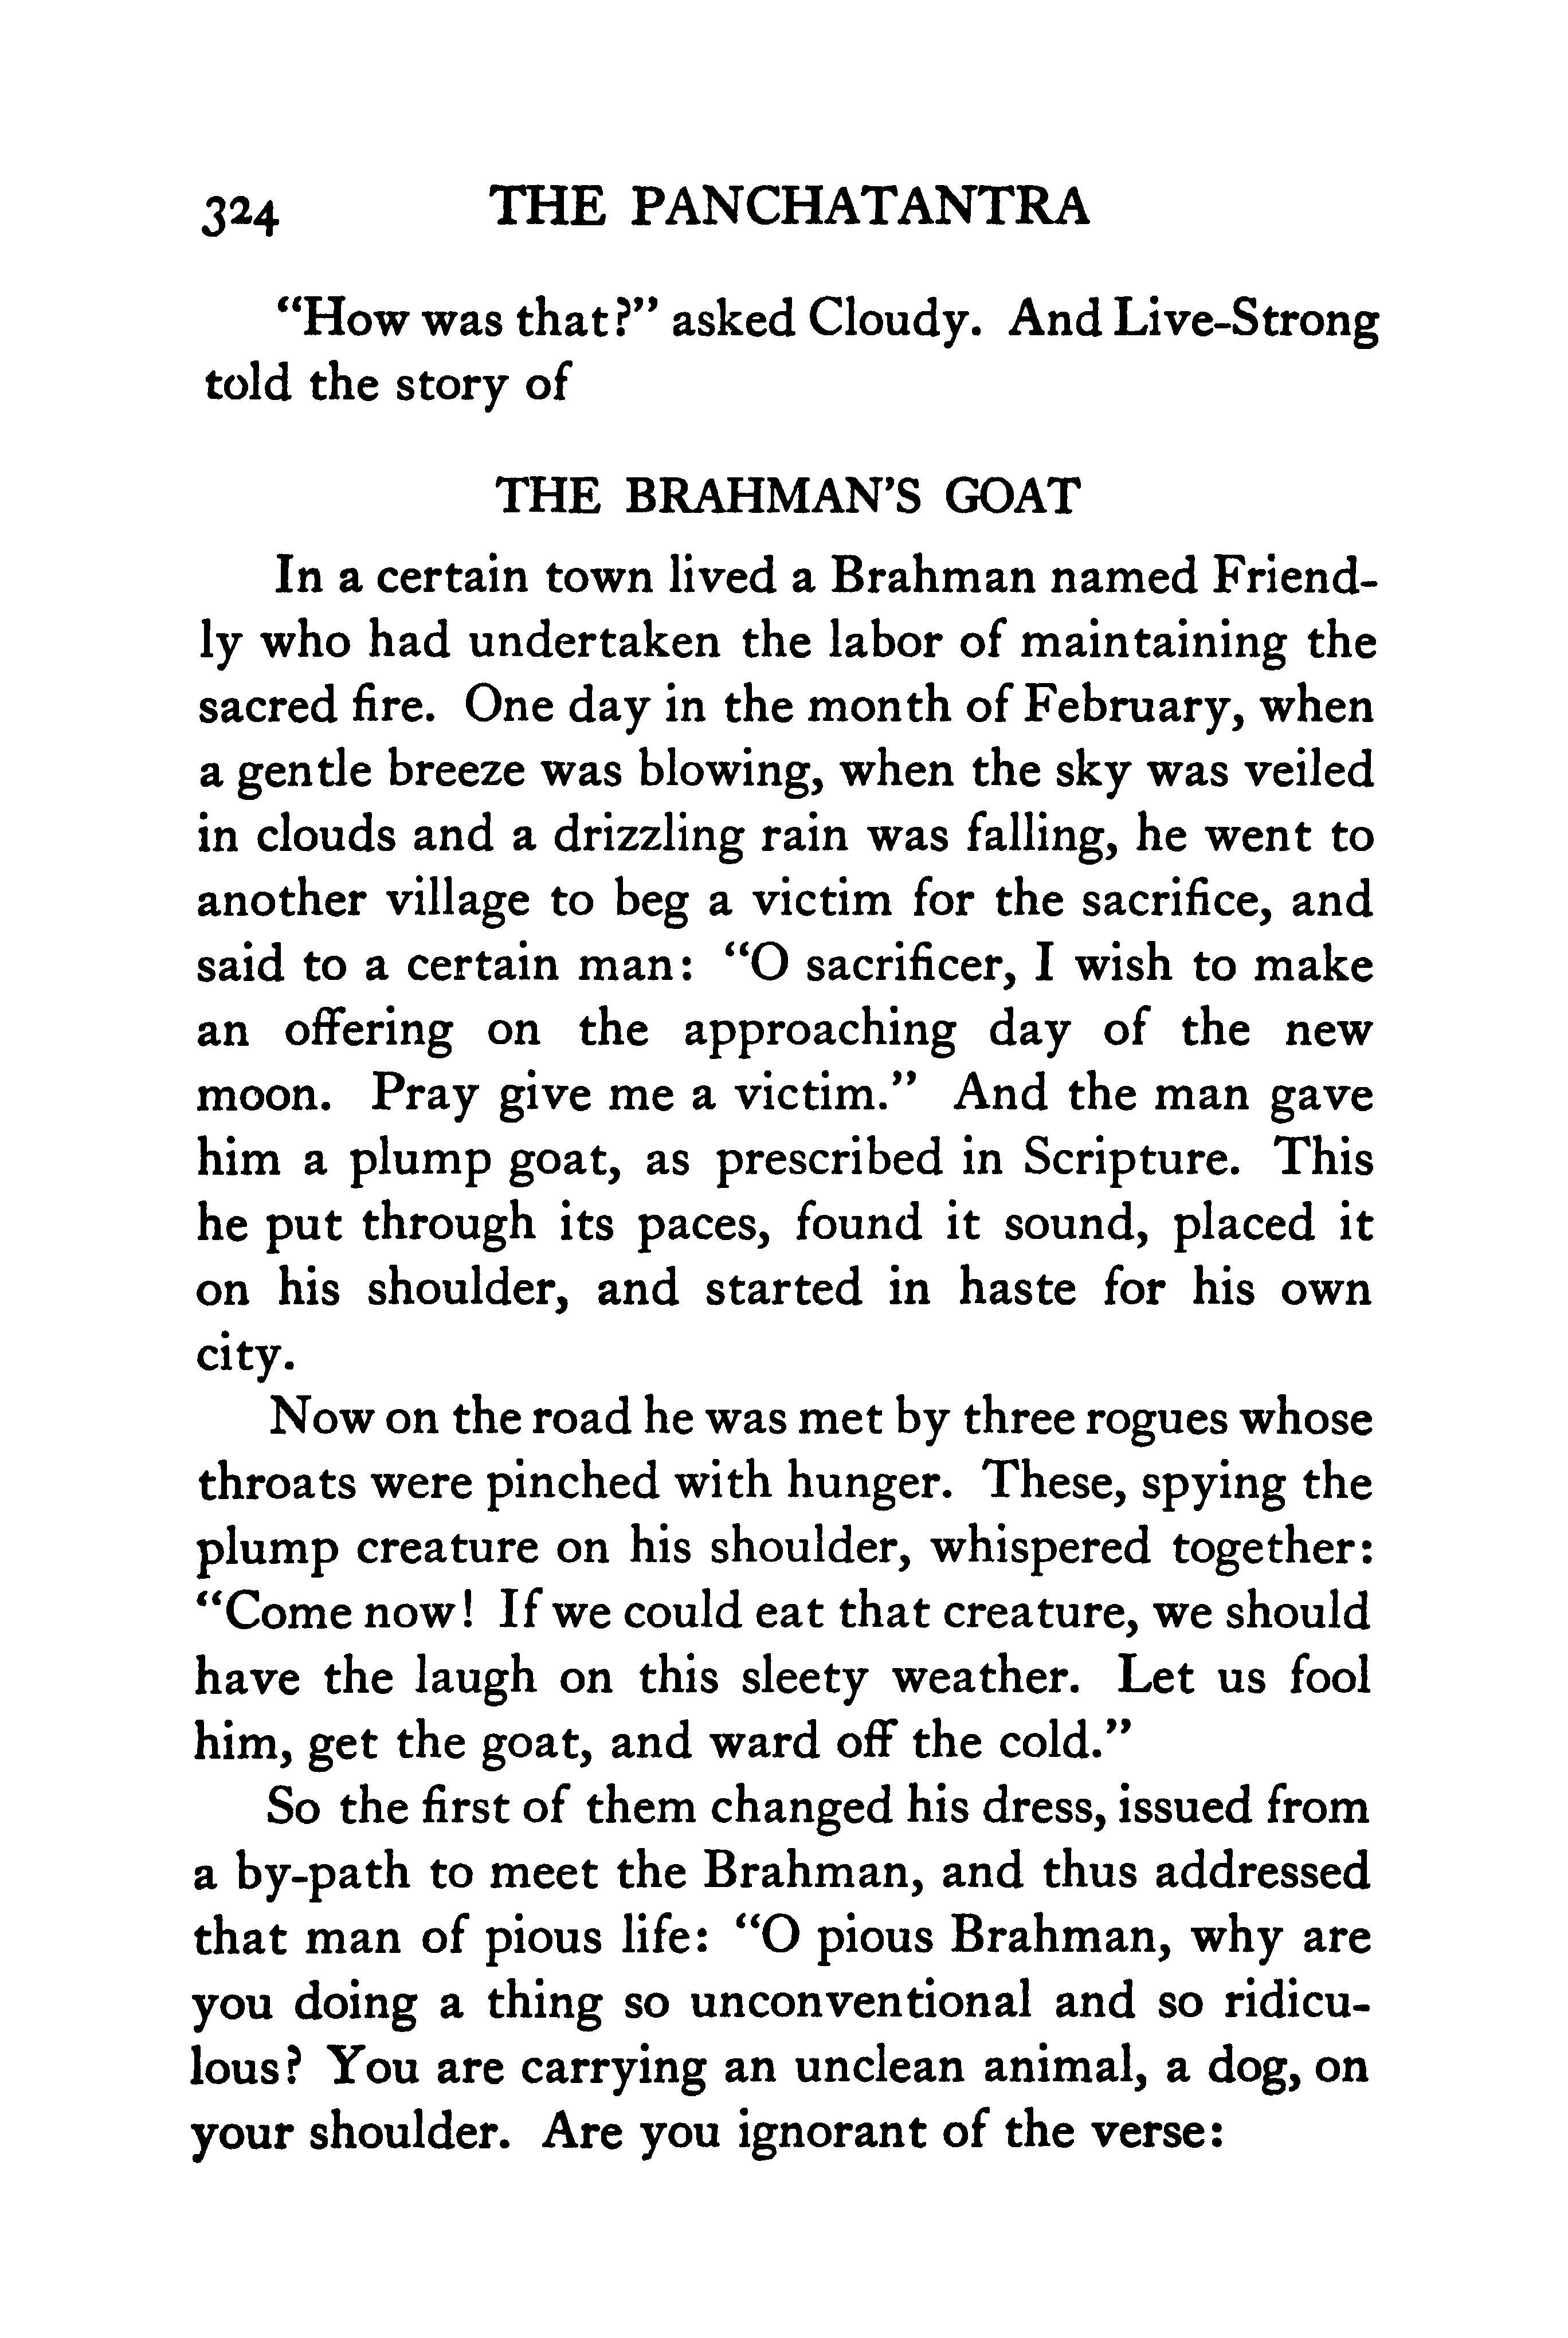 324 THE PANCHATANTRA
“How was that?” asked Cloudy. And Live-Strong
told the story of
THE BRAHMAN’S GOAT
In a certain town lived a Brahman named Friend-
ly who had undertaken the labor of maintaining the
sacred fire. One day in the month of February, when
a gentle breeze was blowing, when the sky was veiled
in clouds and a drizzling rain was falling, he went to
another village to beg a victim for the sacrifice, and
said to a certain man: “O sacrificer, I wish to make
an offering on the approaching day of the new
moon. Pray give me a victim.” And the man gave
him a plump goat, as prescribed in Scripture. This
he put through its paces, found it sound, placed it
on his shoulder, and started in haste for his own
city.
Now on the road he was met by three rogues whose
throats were pinched with hunger. These, spying the
plump creature on his shoulder, whispered together:
“Come now! If we could eat that creature, we should
have the laugh on this sleety weather. Let us fool
him, get the goat, and ward off the cold.”
So the first of them changed his dress, issued from
a by-path to meet the Brahman, and thus addressed
that man of pious life: “O pious Brahman, why are
you doing a thing so unconventional and so ridicu-
lous? You are carrying an unclean animal, a dog, on
your shoulder. Are you ignorant of the verse: